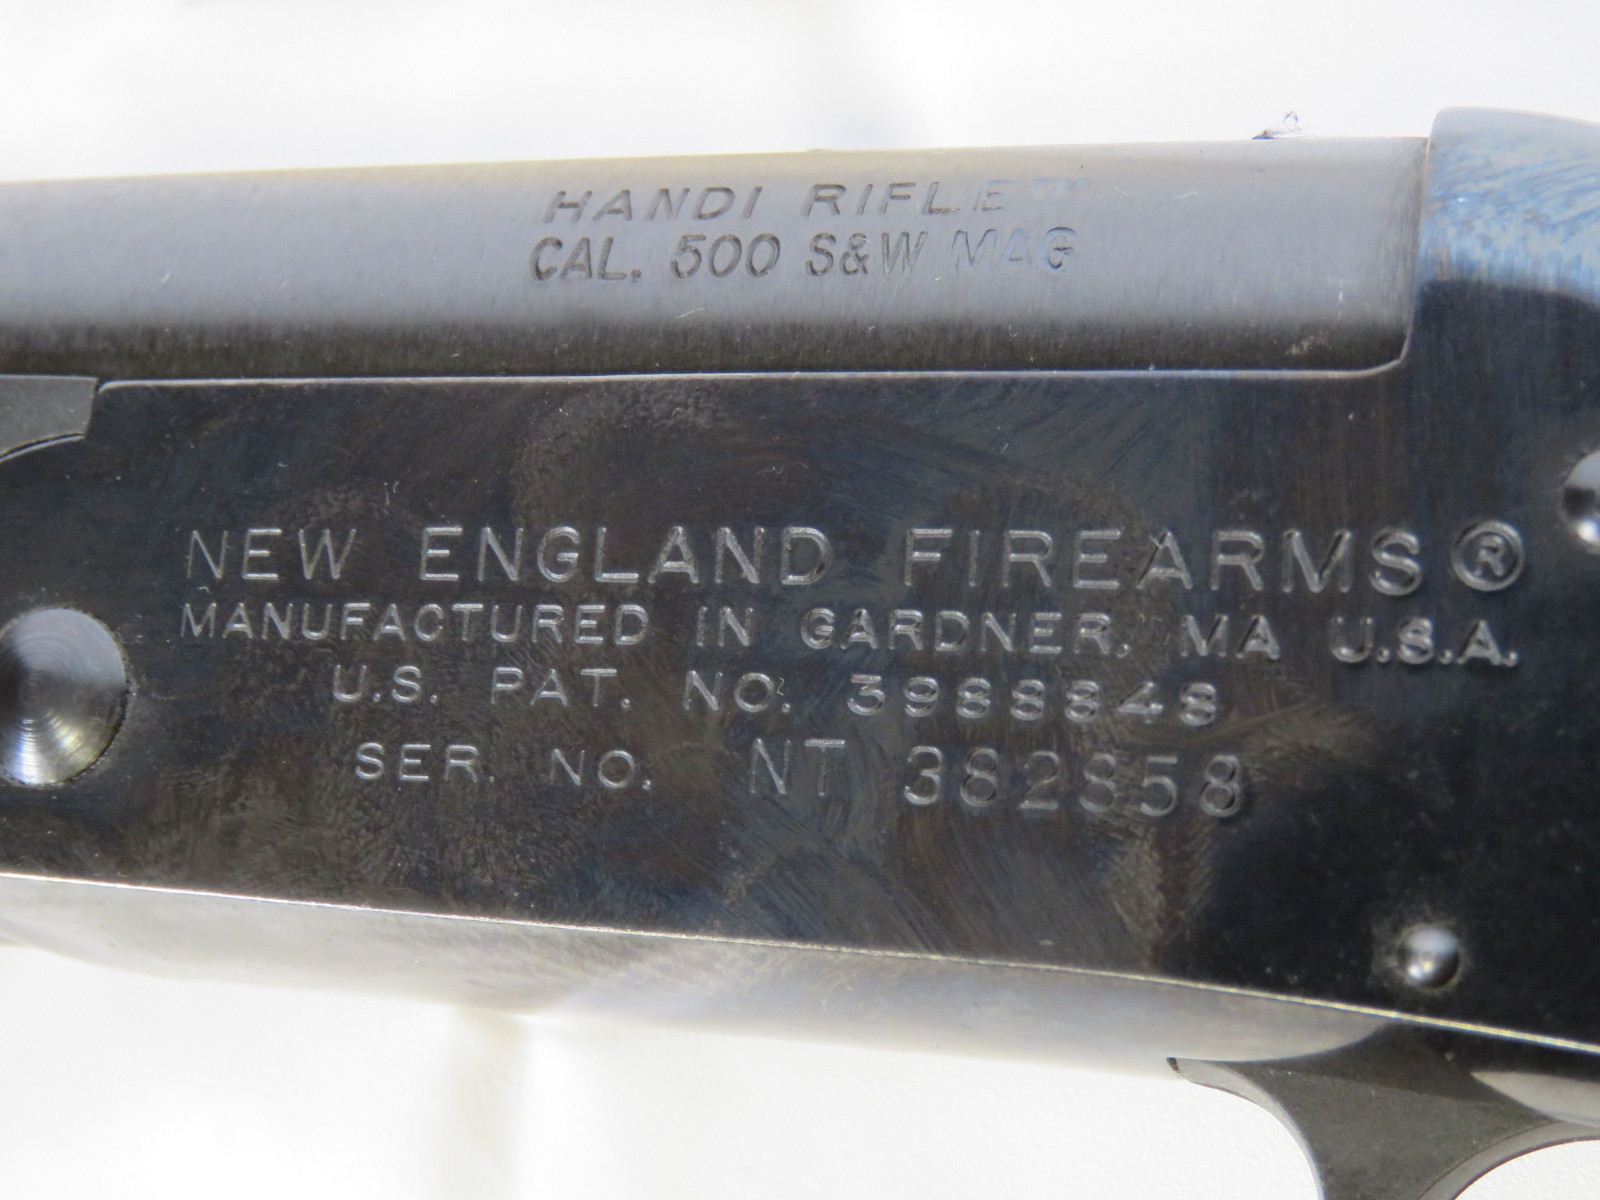 HANDI RIFLE™
CAL. 500 S&W MAG
NEW ENGLAND FIREARMS®
MANUFACTURED IN GARDNER, MA U.S.A.
U.S. PAT. NO. 3988848
SER. NO. NT 382858